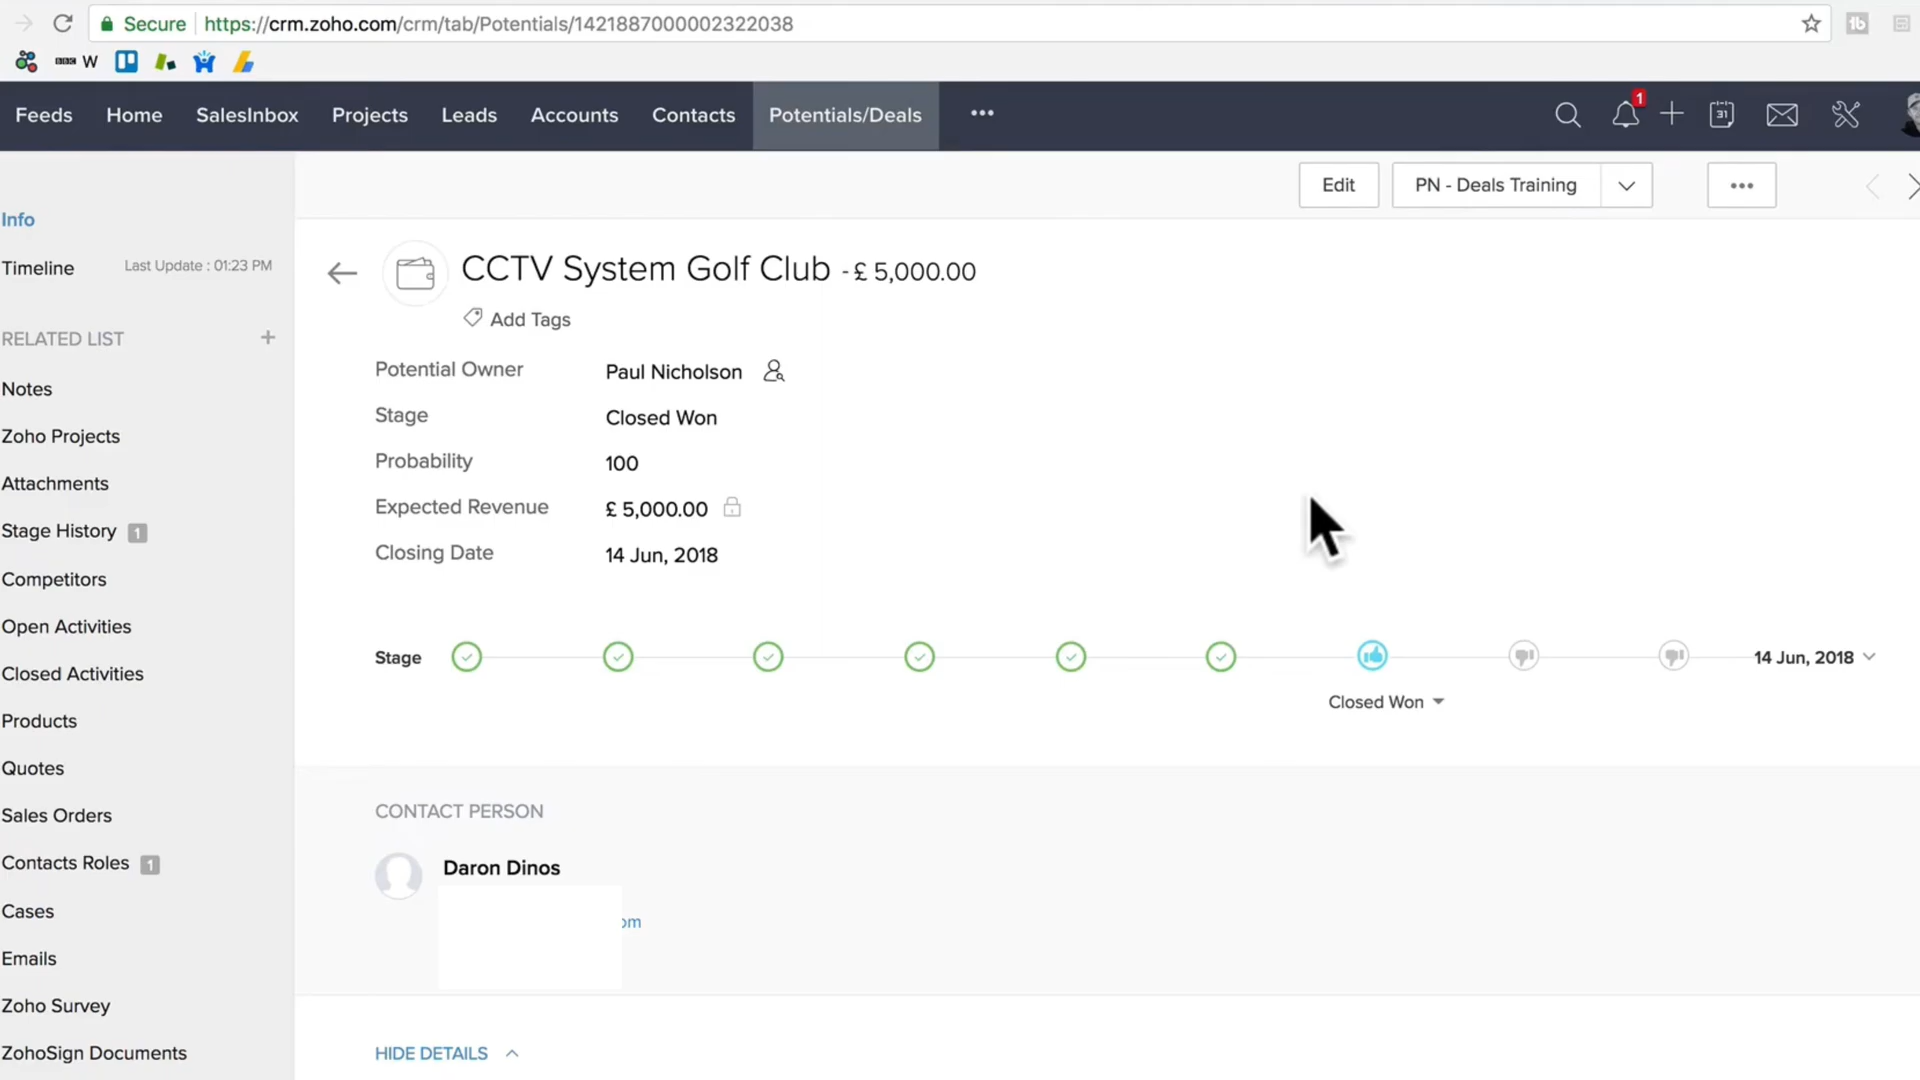 Secure https://crm.zoho.com/crm/tab/Potentials/1421887000002322038
BBC W
Feeds Home SalesInbox Projects Leads Accounts Contacts Potentials/Deals ••• 1 31
Edit PN - Deals Training •••
Info
Timeline Last Update : 01:23 PM
CCTV System Golf Club - £ 5,000.00
Add Tags
RELATED LIST +
Potential Owner Paul Nicholson
Stage Closed Won
Probability 100
Expected Revenue £ 5,000.00
Closing Date 14 Jun, 2018
Notes
Zoho Projects
Attachments
Stage History 1
Competitors
Open Activities
Closed Activities
Products
Quotes
Sales Orders
Contacts Roles 1
Cases
Emails
Zoho Survey
ZohoSign Documents
Stage 14 Jun, 2018
Closed Won
CONTACT PERSON
Daron Dinos
om
HIDE DETAILS